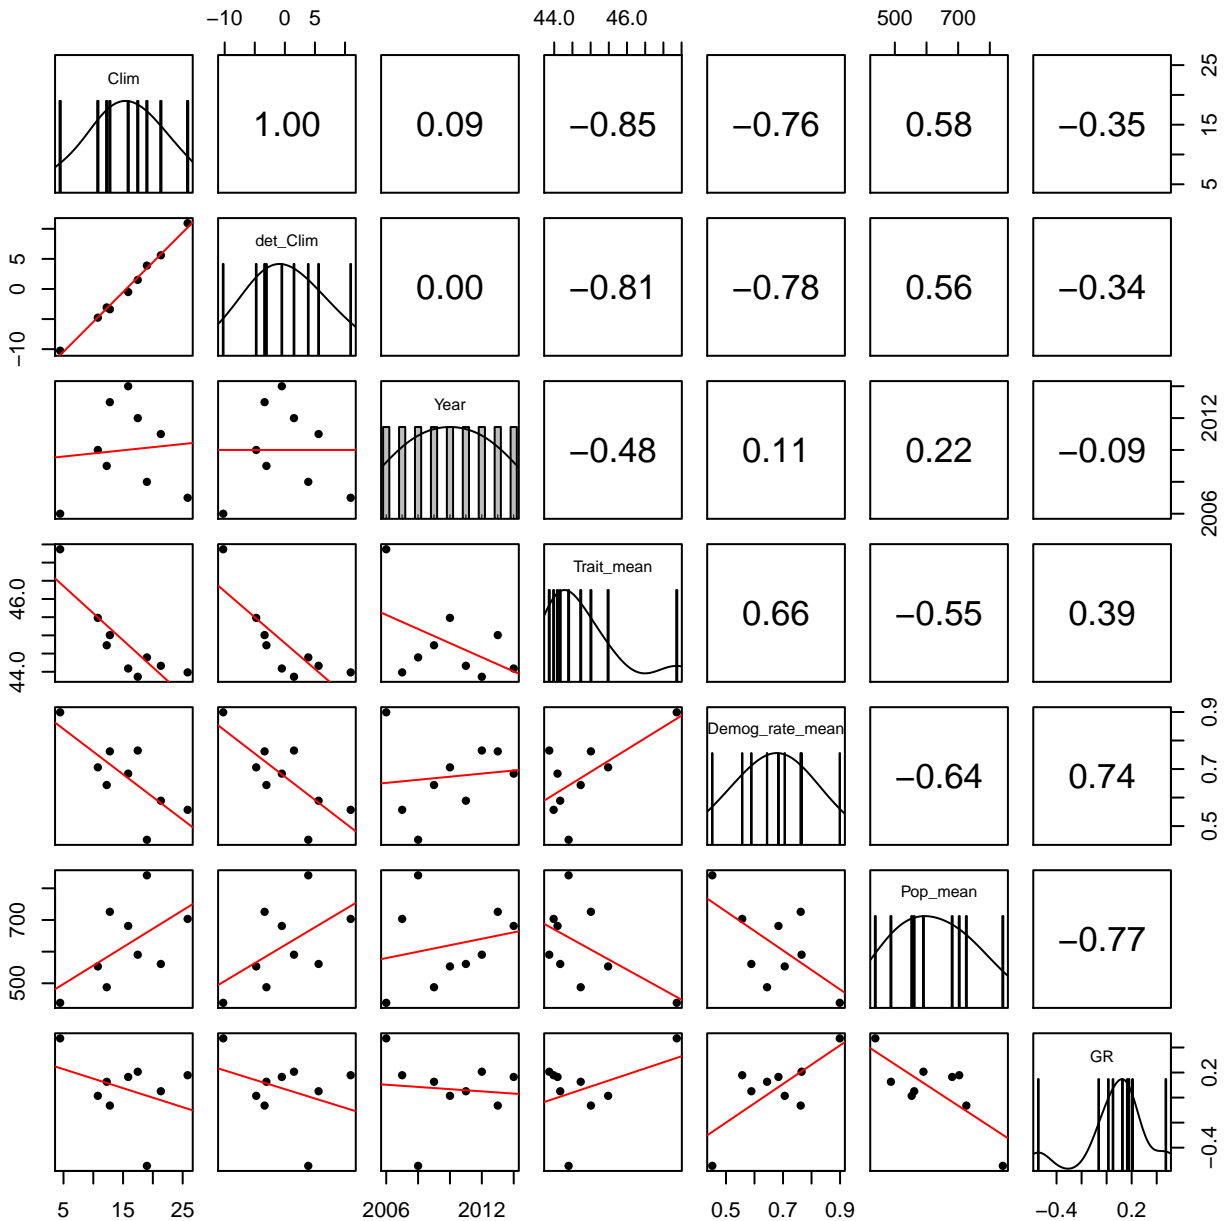 −10 0 5 44.0 46.0 500 700
Clim 1.00 0.09 −0.85 −0.76 0.58 −0.35 5 15 25
−10 0 5 det_Clim 0.00 −0.81 −0.78 0.56 −0.34
Year −0.48 0.11 0.22 −0.09 2006 2012
44.0 46.0 Trait_mean 0.66 −0.55 0.39
Demog_rate_mean −0.64 0.74 0.5 0.7 0.9
500 700 Pop_mean −0.77
GR −0.4 0.2
5 15 25 2006 2012 0.5 0.7 0.9 −0.4 0.2